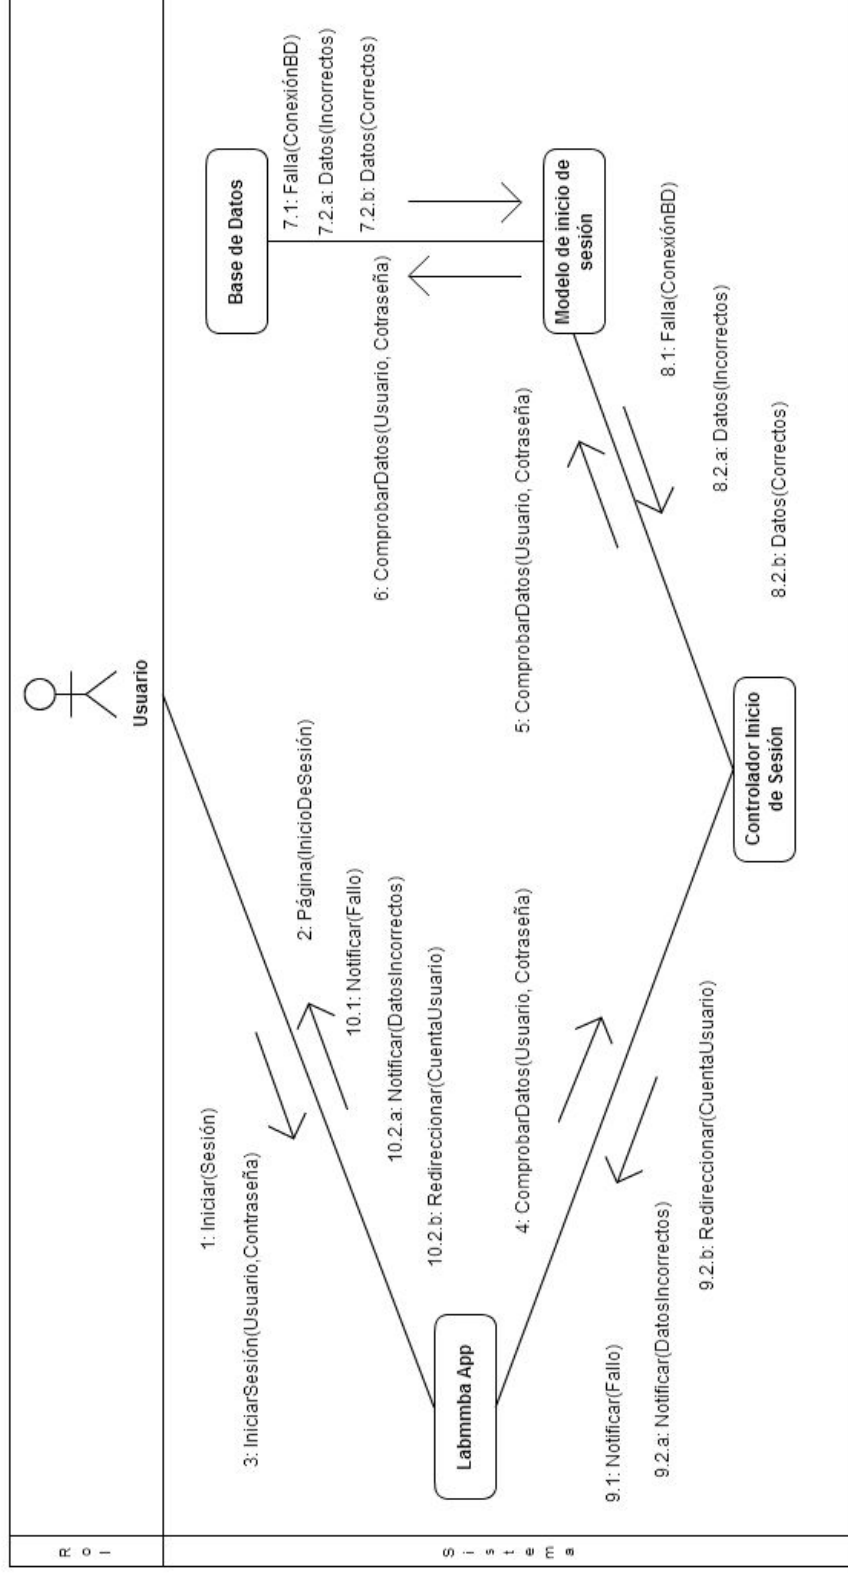 Rol
Usuario
Sistema
1: Iniciar(Sesión)
3: IniciarSesión(Usuario,Contraseña)
2: Página(InicioDeSesión)
10.1: Notificar(Fallo)
10.2.a: Notificar(DatosIncorrectos)
10.2.b: Redireccionar(CuentaUsuario)
Labmmba App
4: ComprobarDatos(Usuario, Cotraseña)
9.1: Notificar(Fallo)
9.2.a: Notificar(DatosIncorrectos)
9.2.b: Redireccionar(CuentaUsuario)
Controlador Inicio
de Sesión
5: ComprobarDatos(Usuario, Cotraseña)
8.1: Falla(ConexiónBD)
8.2.a: Datos(Incorrectos)
8.2.b: Datos(Correctos)
Modelo de inicio de
sesión
6: ComprobarDatos(Usuario, Cotraseña)
7.1: Falla(ConexiónBD)
7.2.a: Datos(Incorrectos)
7.2.b: Datos(Correctos)
Base de Datos